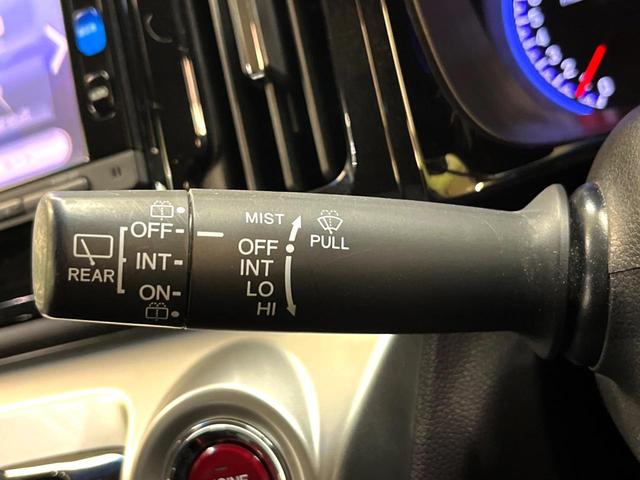 REAR
OFF
INT
ON
MIST
OFF
INT
LO
HI
PULL